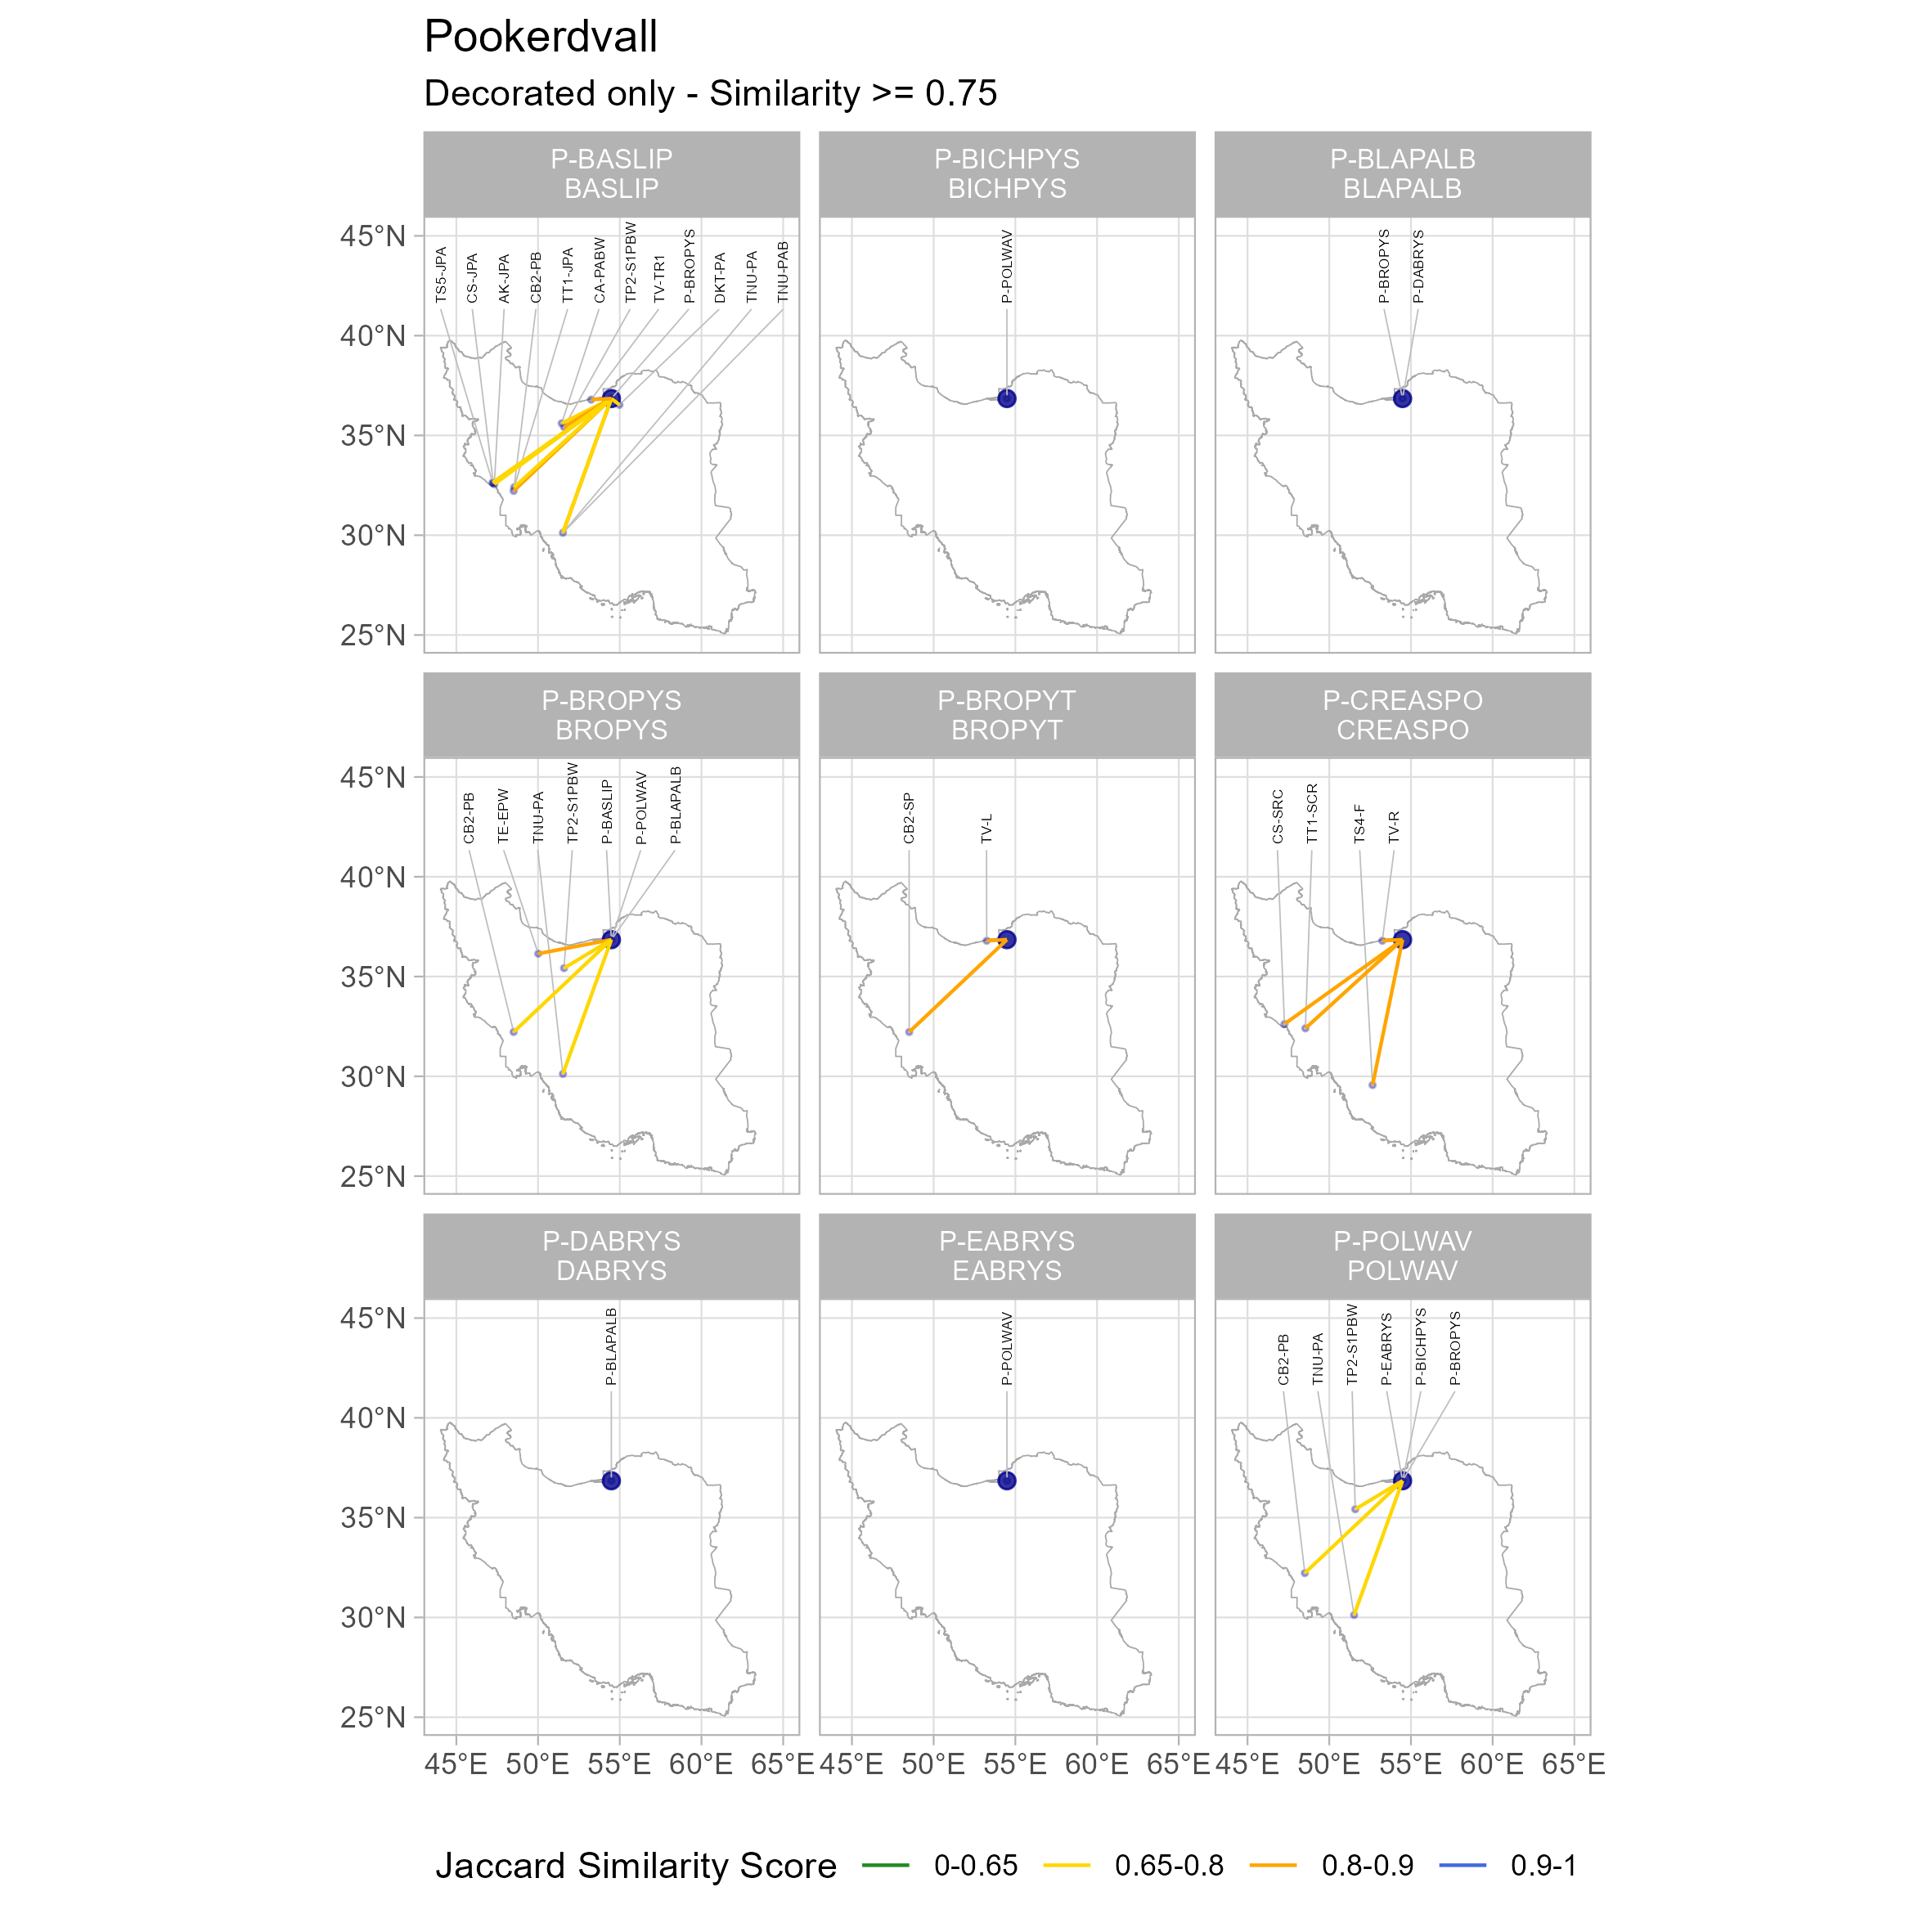 Pookerdvall
Decorated only - Similarity >= 0.75
P-BASLIP
BASLIP
P-BICHPYS
BICHPYS
P-BLAPALB
BLAPALB
45°N
40°N
35°N
30°N
25°N
TS5-JPA
CS-JPA
AK-JPA
CB2-PB
TT1-JPA
CA-PABW
TP2-S1PBW
TV-TR1
P-BROPYS
DKT-PA
TNU-PA
TNU-PAB
P-POLWAV
P-BROPYS
P-DABRYS
P-BROPYS
BROPYS
P-BROPYT
BROPYT
P-CREASPO
CREASPO
45°N
40°N
35°N
30°N
25°N
CB2-PB
TE-EPW
TNU-PA
TP2-S1PBW
P-BASLIP
P-POLWAV
P-BLAPALB
CB2-SP
TV-L
CS-SRC
TT1-SCR
TS4-F
TV-R
P-DABRYS
DABRYS
P-EABRYS
EABRYS
P-POLWAV
POLWAV
45°N
40°N
35°N
30°N
25°N
P-BLAPALB
P-POLWAV
CB2-PB
TNU-PA
TP2-S1PBW
P-EABRYS
P-BICHPYS
P-BROPYS
45°E 50°E 55°E 60°E 65°E 45°E 50°E 55°E 60°E 65°E 45°E 50°E 55°E 60°E 65°E
Jaccard Similarity Score 0-0.65 0.65-0.8 0.8-0.9 0.9-1